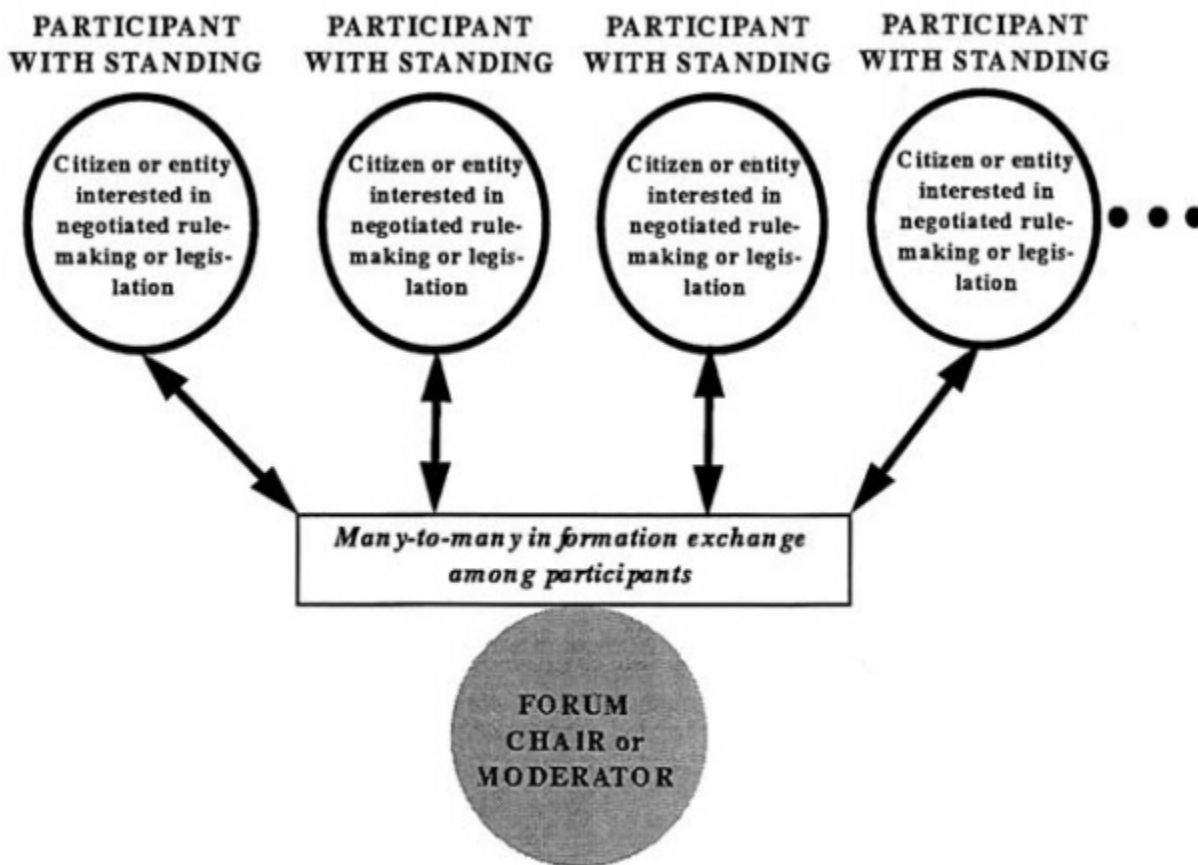 PARTICIPANT
WITH STANDING
Citizen or entity
interested in
negotiated rule-
making or legis-
lation
PARTICIPANT
WITH STANDING
Citizen or entity
interested in
negotiated rule-
making or legis-
lation
PARTICIPANT
WITH STANDING
Citizen or entity
interested in
negotiated rule-
making or legis-
lation
PARTICIPANT
WITH STANDING
Citizen or entity
interested in
negotiated rule-
making or legis-
lation
Many-to-many information exchange
among participants
FORUM
CHAIR or
MODERATOR